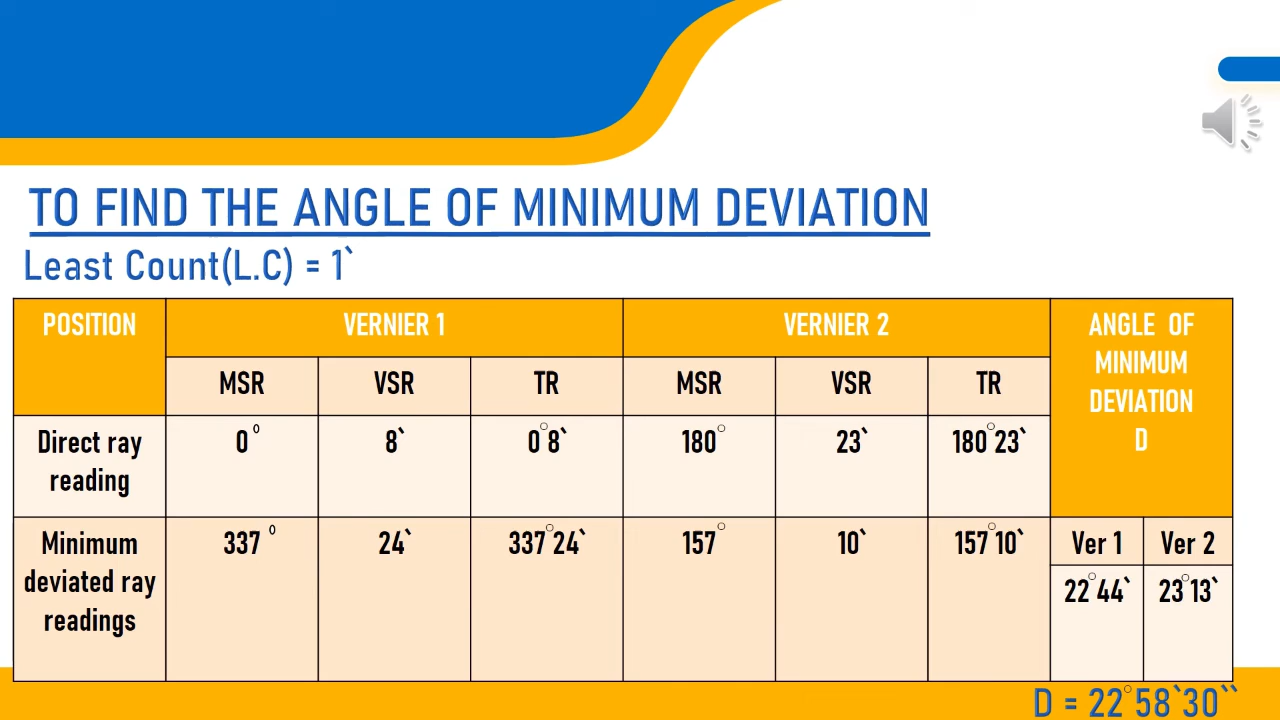 TO FIND THE ANGLE OF MINIMUM DEVIATION
Least Count(L.C) = 1`
POSITION VERNIER 1 VERNIER 2 ANGLE OF
MINIMUM
DEVIATION
D
MSR VSR TR MSR VSR TR
Direct ray
reading
0° 8` 0°8` 180° 23` 180°23`
Minimum
deviated ray
readings
337 ° 24` 337°24` 157° 10` 157°10` Ver 1 Ver 2
22°44` 23°13`
D = 22°58`30``